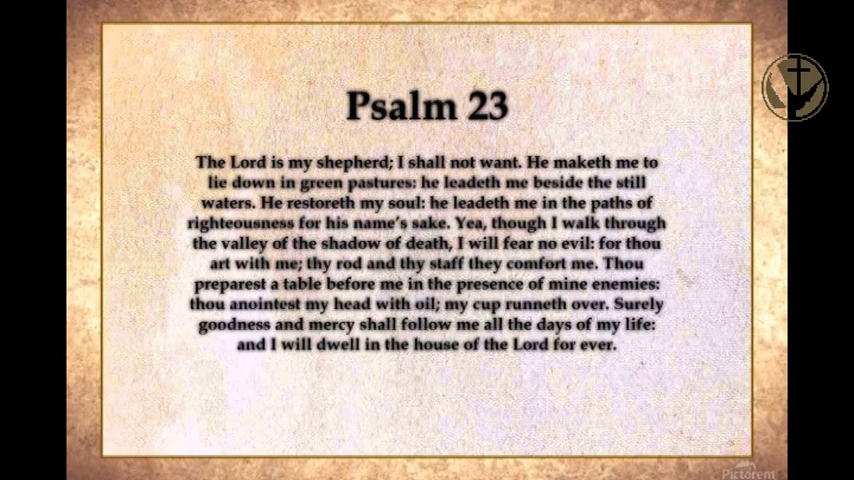 Psalm 23
The Lord is my shepherd; I shall not want. He maketh me to
lie down in green pastures: he leadeth me beside the still
waters. He restoreth my soul: he leadeth me in the paths of
righteousness for his name's sake. Yea, though I walk through
the valley of the shadow of death, I will fear no evil: for thou
art with me; thy rod and thy staff they comfort me. Thou
preparest a table before me in the presence of mine enemies:
thou anointest my head with oil; my cup runneth over. Surely
goodness and mercy shall follow me all the days of my life:
and I will dwell in the house of the Lord for ever.
Pictorem